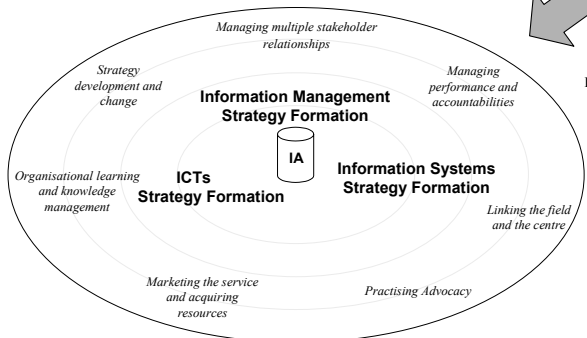 Managing multiple stakeholder
relationships
Strategy
development and
change
Managing
performance and
accountabilities
Information Management
Strategy Formation
IA
ICTs
Strategy Formation
Information Systems
Strategy Formation
Organisational learning
and knowledge
management
Linking the field
and the centre
Marketing the service
and acquiring
resources
Practising Advocacy